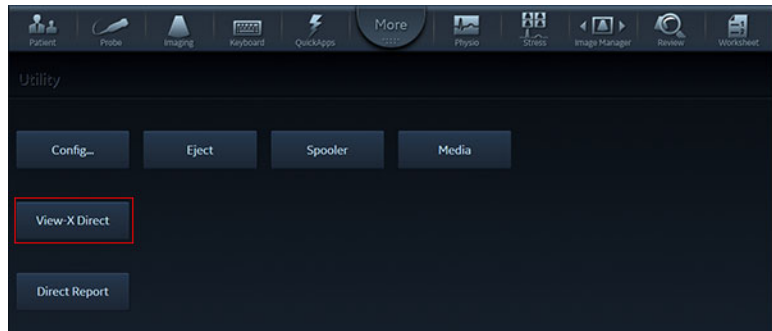 Patient Probe Imaging Keyboard QuickApps More Physio Stress Image Manager Review Worksheet
Utility
Config... Eject Spooler Media
View-X Direct
Direct Report